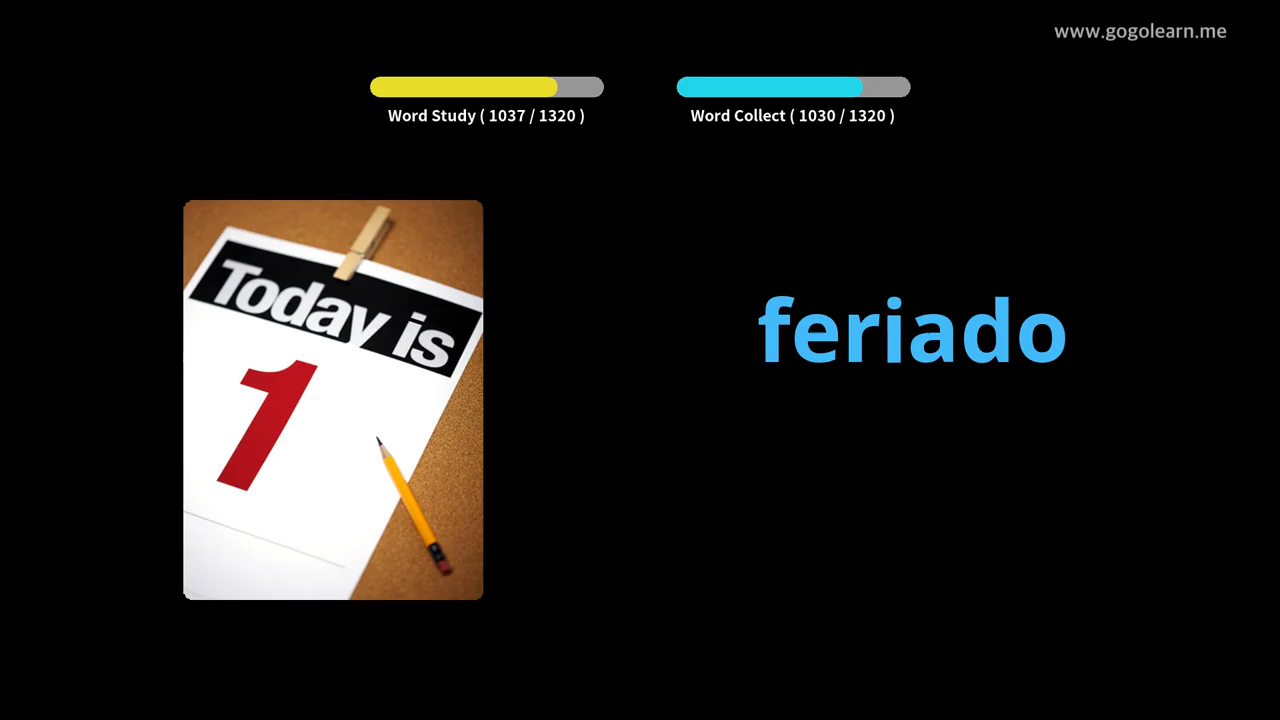 www.gogolearn.me
Word Study ( 1037 / 1320 )
Word Collect ( 1030 / 1320 )
Today is
1
feriado